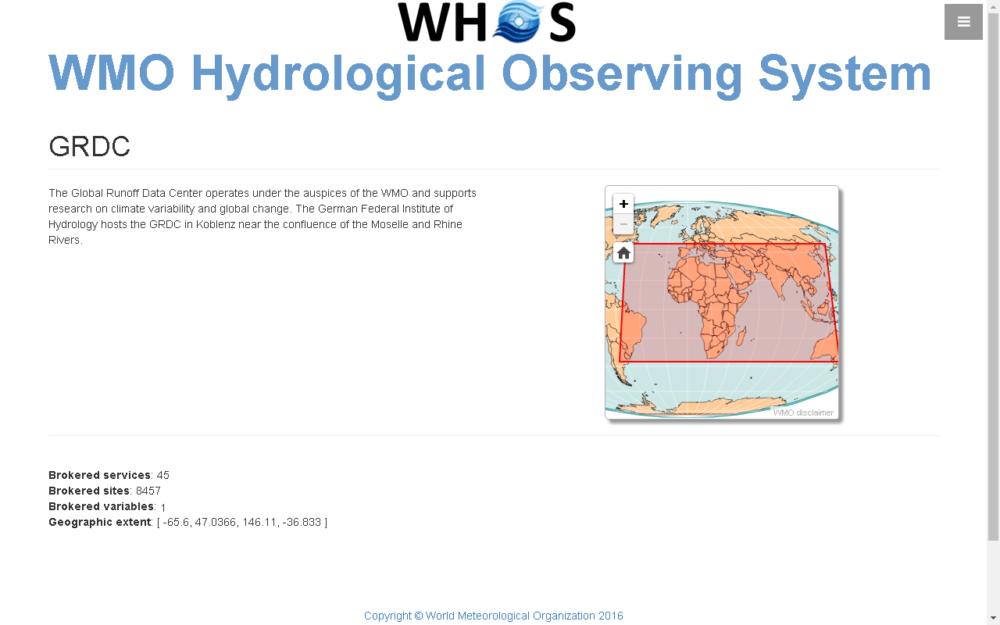 WHOS
WMO Hydrological Observing System
GRDC
The Global Runoff Data Center operates under the auspices of the WMO and supports
research on climate variability and global change. The German Federal Institute of
Hydrology hosts the GRDC in Koblenz near the confluence of the Moselle and Rhine
Rivers.
+
−
WMO disclaimer
Brokered services: 45
Brokered sites: 8457
Brokered variables: 1
Geographic extent: [ -65.6, 47.0366, 146.11, -36.833 ]
Copyright © World Meteorological Organization 2016